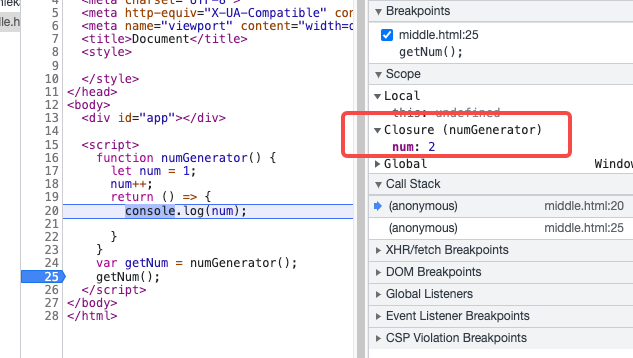 nieka
dle.h
4 <meta charset="UTF-8">
5 <meta http-equiv="X-UA-Compatible" con
6 <meta name="viewport" content="width=d
7 <title>Document</title>
8 <style>
9
10 </style>
11 </head>
12 <body>
13 <div id="app"></div>
14
15 <script>
16 function numGenerator() {
17 let num = 1;
18 num++;
19 return () => {
20 console.log(num);
21
22 }
23 }
24 var getNum = numGenerator();
25 getNum();
26 </script>
27 </body>
28 </html>
Breakpoints
middle.html:25
getNum();
Scope
Local
this: undefined
Closure (numGenerator)
num: 2
Global Window
Call Stack
(anonymous) middle.html:20
(anonymous) middle.html:25
XHR/fetch Breakpoints
DOM Breakpoints
Global Listeners
Event Listener Breakpoints
CSP Violation Breakpoints